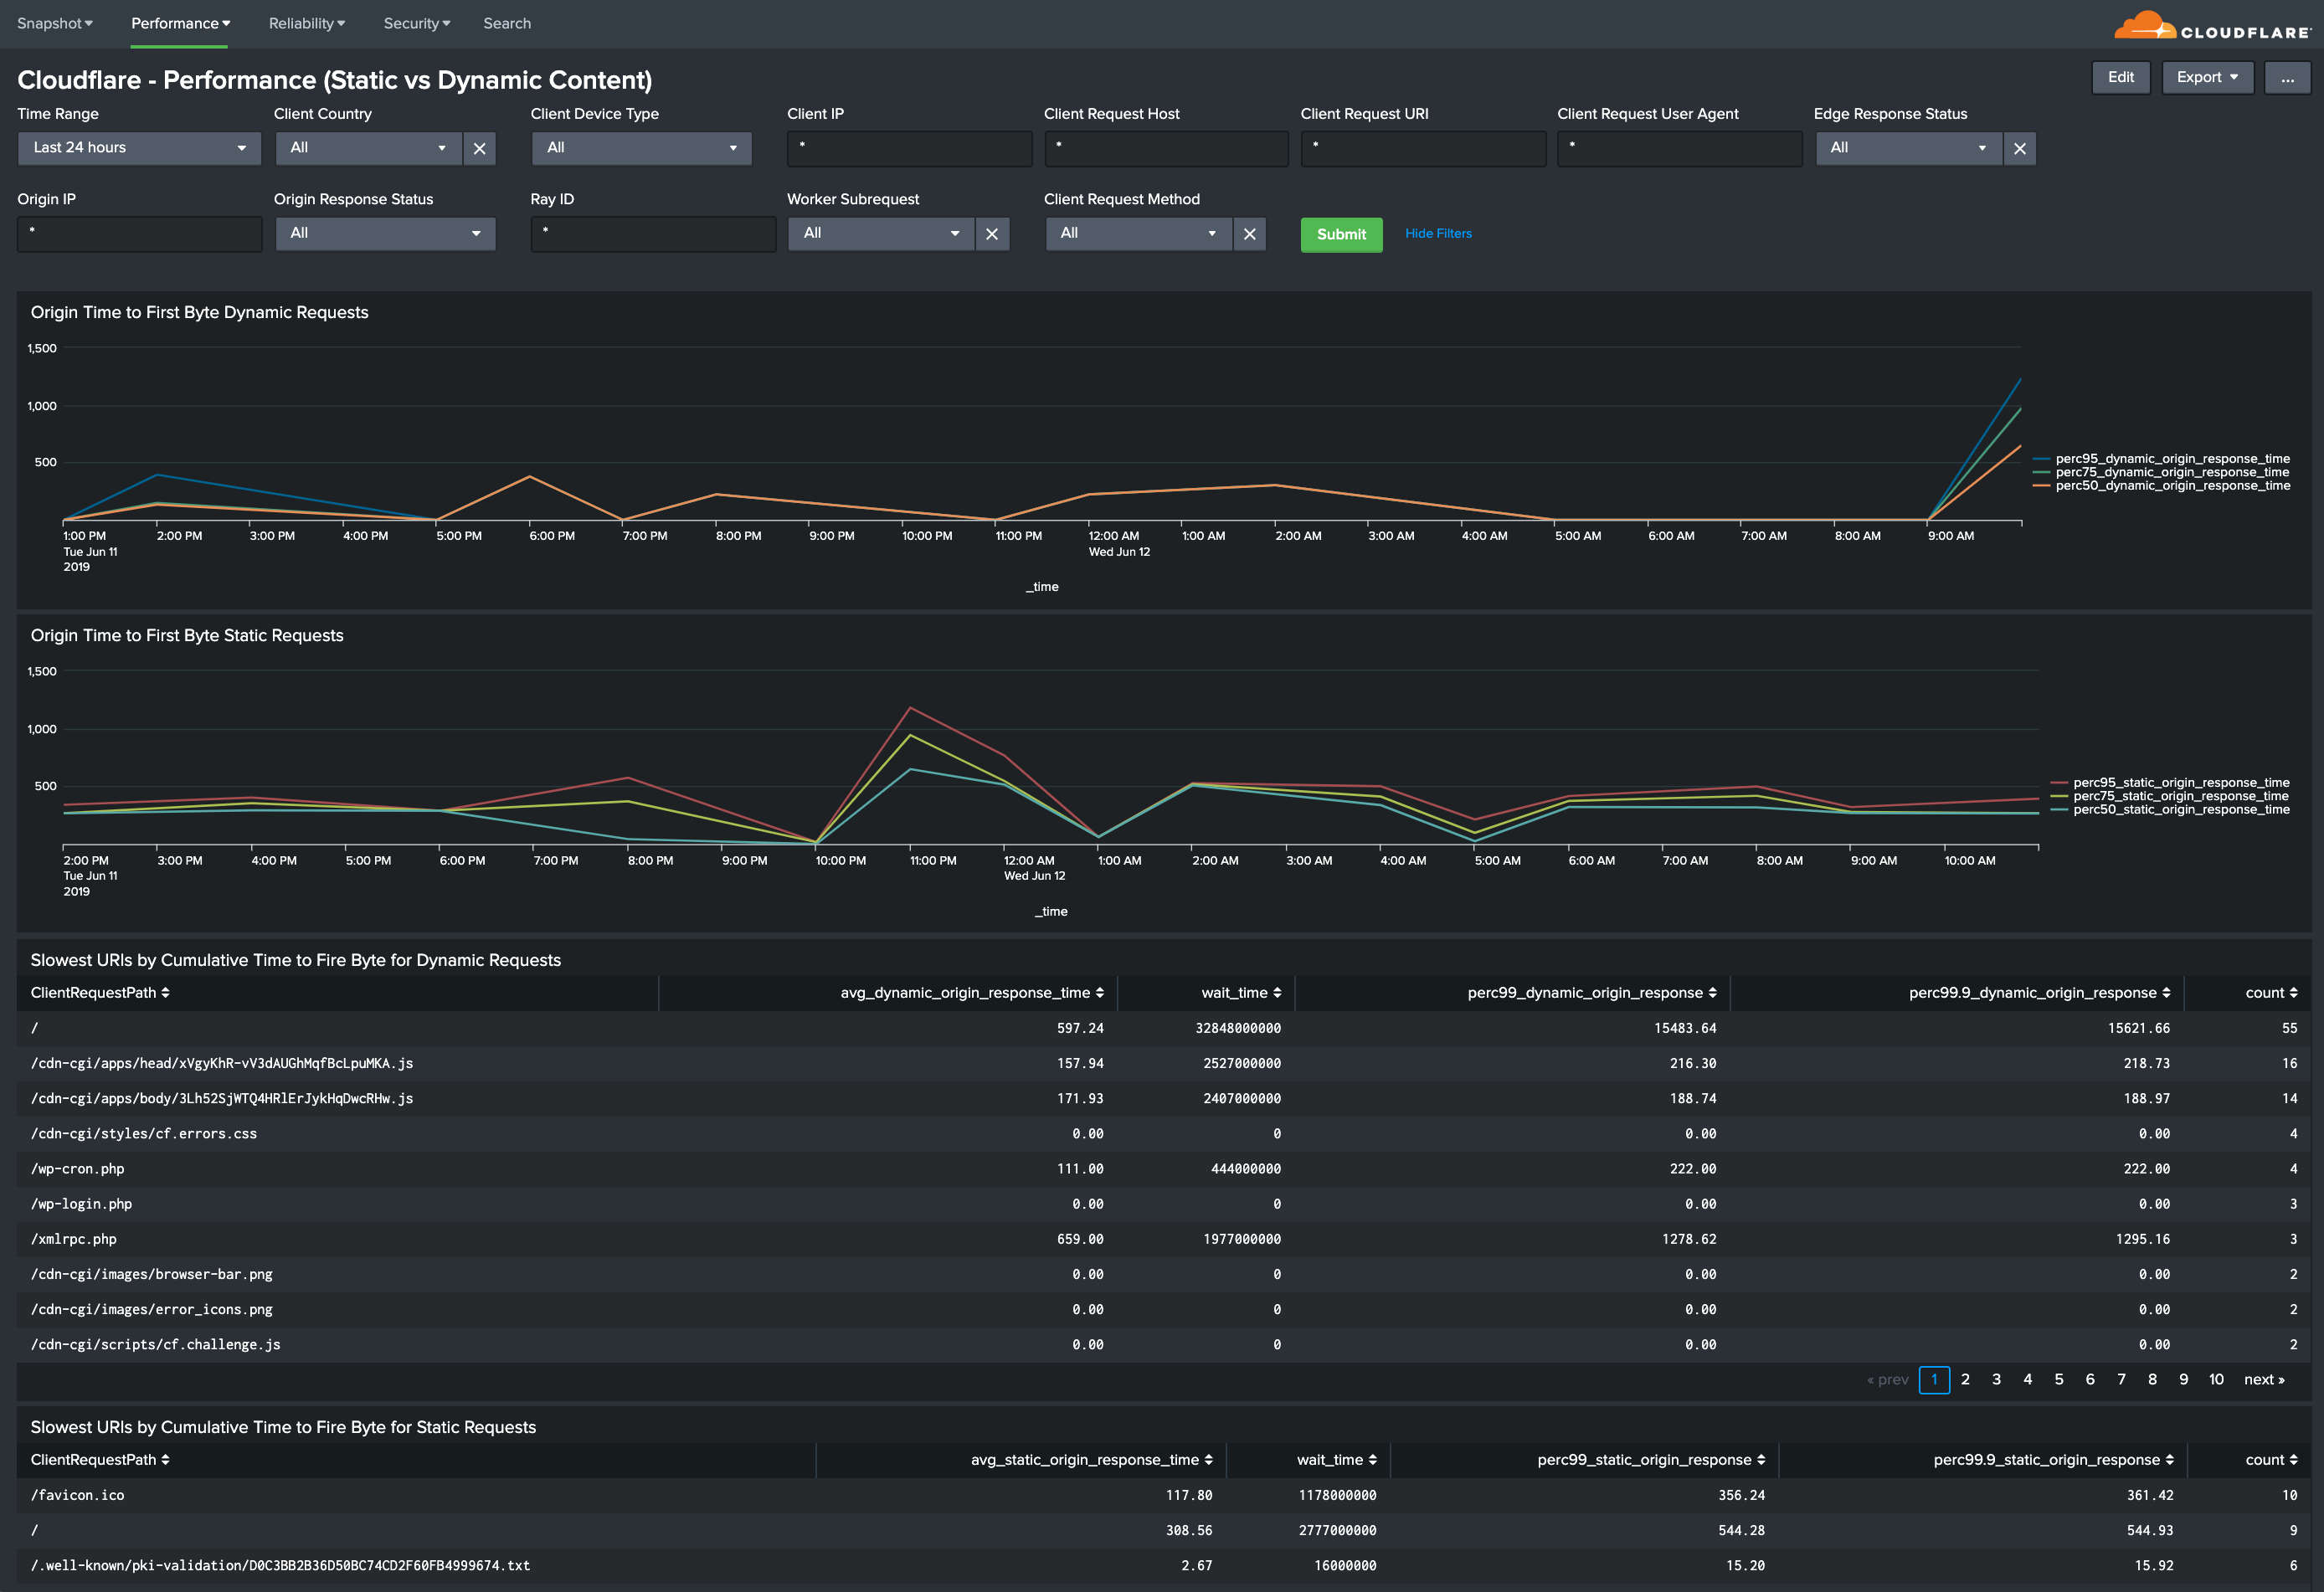 Snapshot Performance Reliability Security Search
CLOUDFLARE
Cloudflare - Performance (Static vs Dynamic Content)
Edit Export ...
Time Range Client Country Client Device Type Client IP Client Request Host Client Request URI Client Request User Agent Edge Response Status
Last 24 hours All All * * * * All
Origin IP Origin Response Status Ray ID Worker Subrequest Client Request Method
* All * All All Submit Hide Filters
Origin Time to First Byte Dynamic Requests
1,500
1,000
500
perc95_dynamic_origin_response_time
perc75_dynamic_origin_response_time
perc50_dynamic_origin_response_time
1:00 PM 2:00 PM 3:00 PM 4:00 PM 5:00 PM 6:00 PM 7:00 PM 8:00 PM 9:00 PM 10:00 PM 11:00 PM 12:00 AM 1:00 AM 2:00 AM 3:00 AM 4:00 AM 5:00 AM 6:00 AM 7:00 AM 8:00 AM 9:00 AM
Tue Jun 11 Wed Jun 12
2019
_time
Origin Time to First Byte Static Requests
1,500
1,000
500
perc95_static_origin_response_time
perc75_static_origin_response_time
perc50_static_origin_response_time
2:00 PM 3:00 PM 4:00 PM 5:00 PM 6:00 PM 7:00 PM 8:00 PM 9:00 PM 10:00 PM 11:00 PM 12:00 AM 1:00 AM 2:00 AM 3:00 AM 4:00 AM 5:00 AM 6:00 AM 7:00 AM 8:00 AM 9:00 AM 10:00 AM
Tue Jun 11 Wed Jun 12
2019
_time
Slowest URIs by Cumulative Time to Fire Byte for Dynamic Requests
ClientRequestPath avg_dynamic_origin_response_time wait_time perc99_dynamic_origin_response perc99.9_dynamic_origin_response count
/ 597.24 32848000000 15483.64 15621.66 55
/cdn-cgi/apps/head/xVgyKhR-vV3dAUGhMqfBcLpuMKA.js 157.94 2527000000 216.30 218.73 16
/cdn-cgi/apps/body/3Lh52SjWTQ4HRlErJykHqDwcRHw.js 171.93 2407000000 188.74 188.97 14
/cdn-cgi/styles/cf.errors.css 0.00 0 0.00 0.00 4
/wp-cron.php 111.00 444000000 222.00 222.00 4
/wp-login.php 0.00 0 0.00 0.00 3
/xmlrpc.php 659.00 1977000000 1278.62 1295.16 3
/cdn-cgi/images/browser-bar.png 0.00 0 0.00 0.00 2
/cdn-cgi/images/error_icons.png 0.00 0 0.00 0.00 2
/cdn-cgi/scripts/cf.challenge.js 0.00 0 0.00 0.00 2
« prev 1 2 3 4 5 6 7 8 9 10 next »
Slowest URIs by Cumulative Time to Fire Byte for Static Requests
ClientRequestPath avg_static_origin_response_time wait_time perc99_static_origin_response perc99.9_static_origin_response count
/favicon.ico 117.80 1178000000 356.24 361.42 10
/ 308.56 2777000000 544.28 544.93 9
/.well-known/pki-validation/D0C3BB2B36D50BC74CD2F60FB4999674.txt 2.67 16000000 15.20 15.92 6